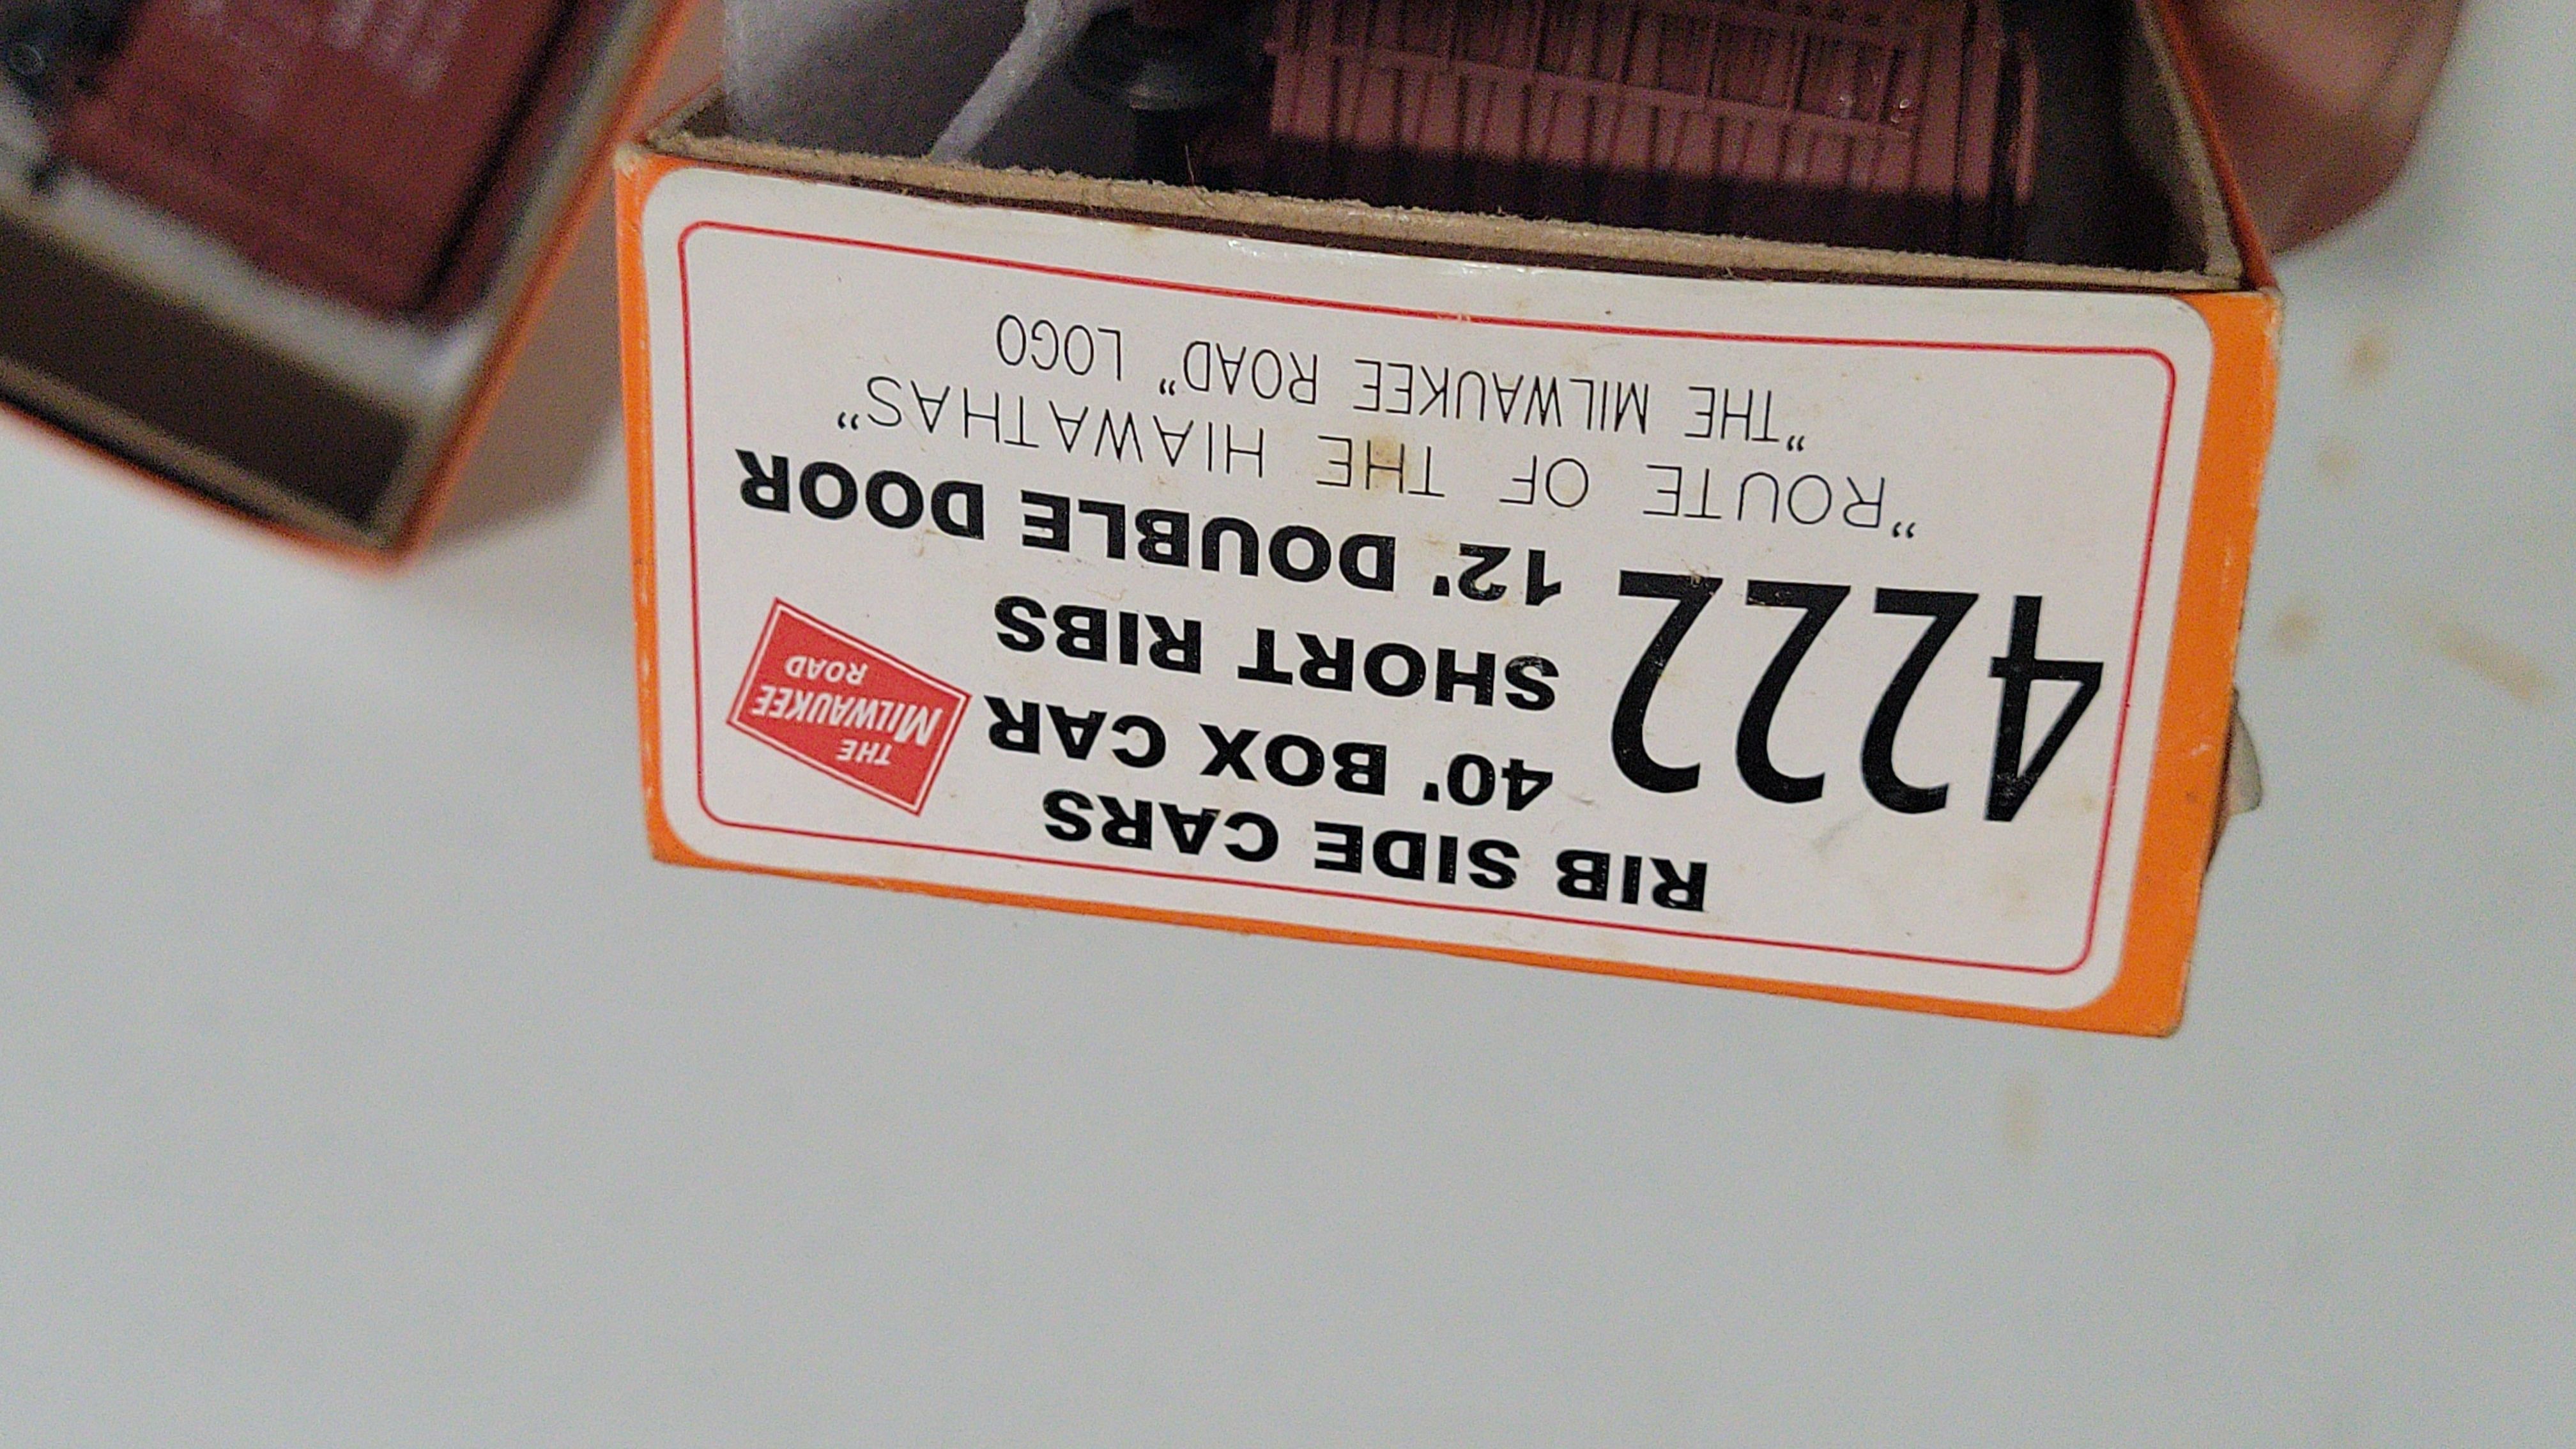 RIB SIDE CARS
4222
40' BOX CAR
SHORT RIBS
12' DOUBLE DOOR
THE
MILWAUKEE
ROAD
"ROUTE OF THE HIAWATHAS"
"THE MILWAUKEE ROAD" LOGO